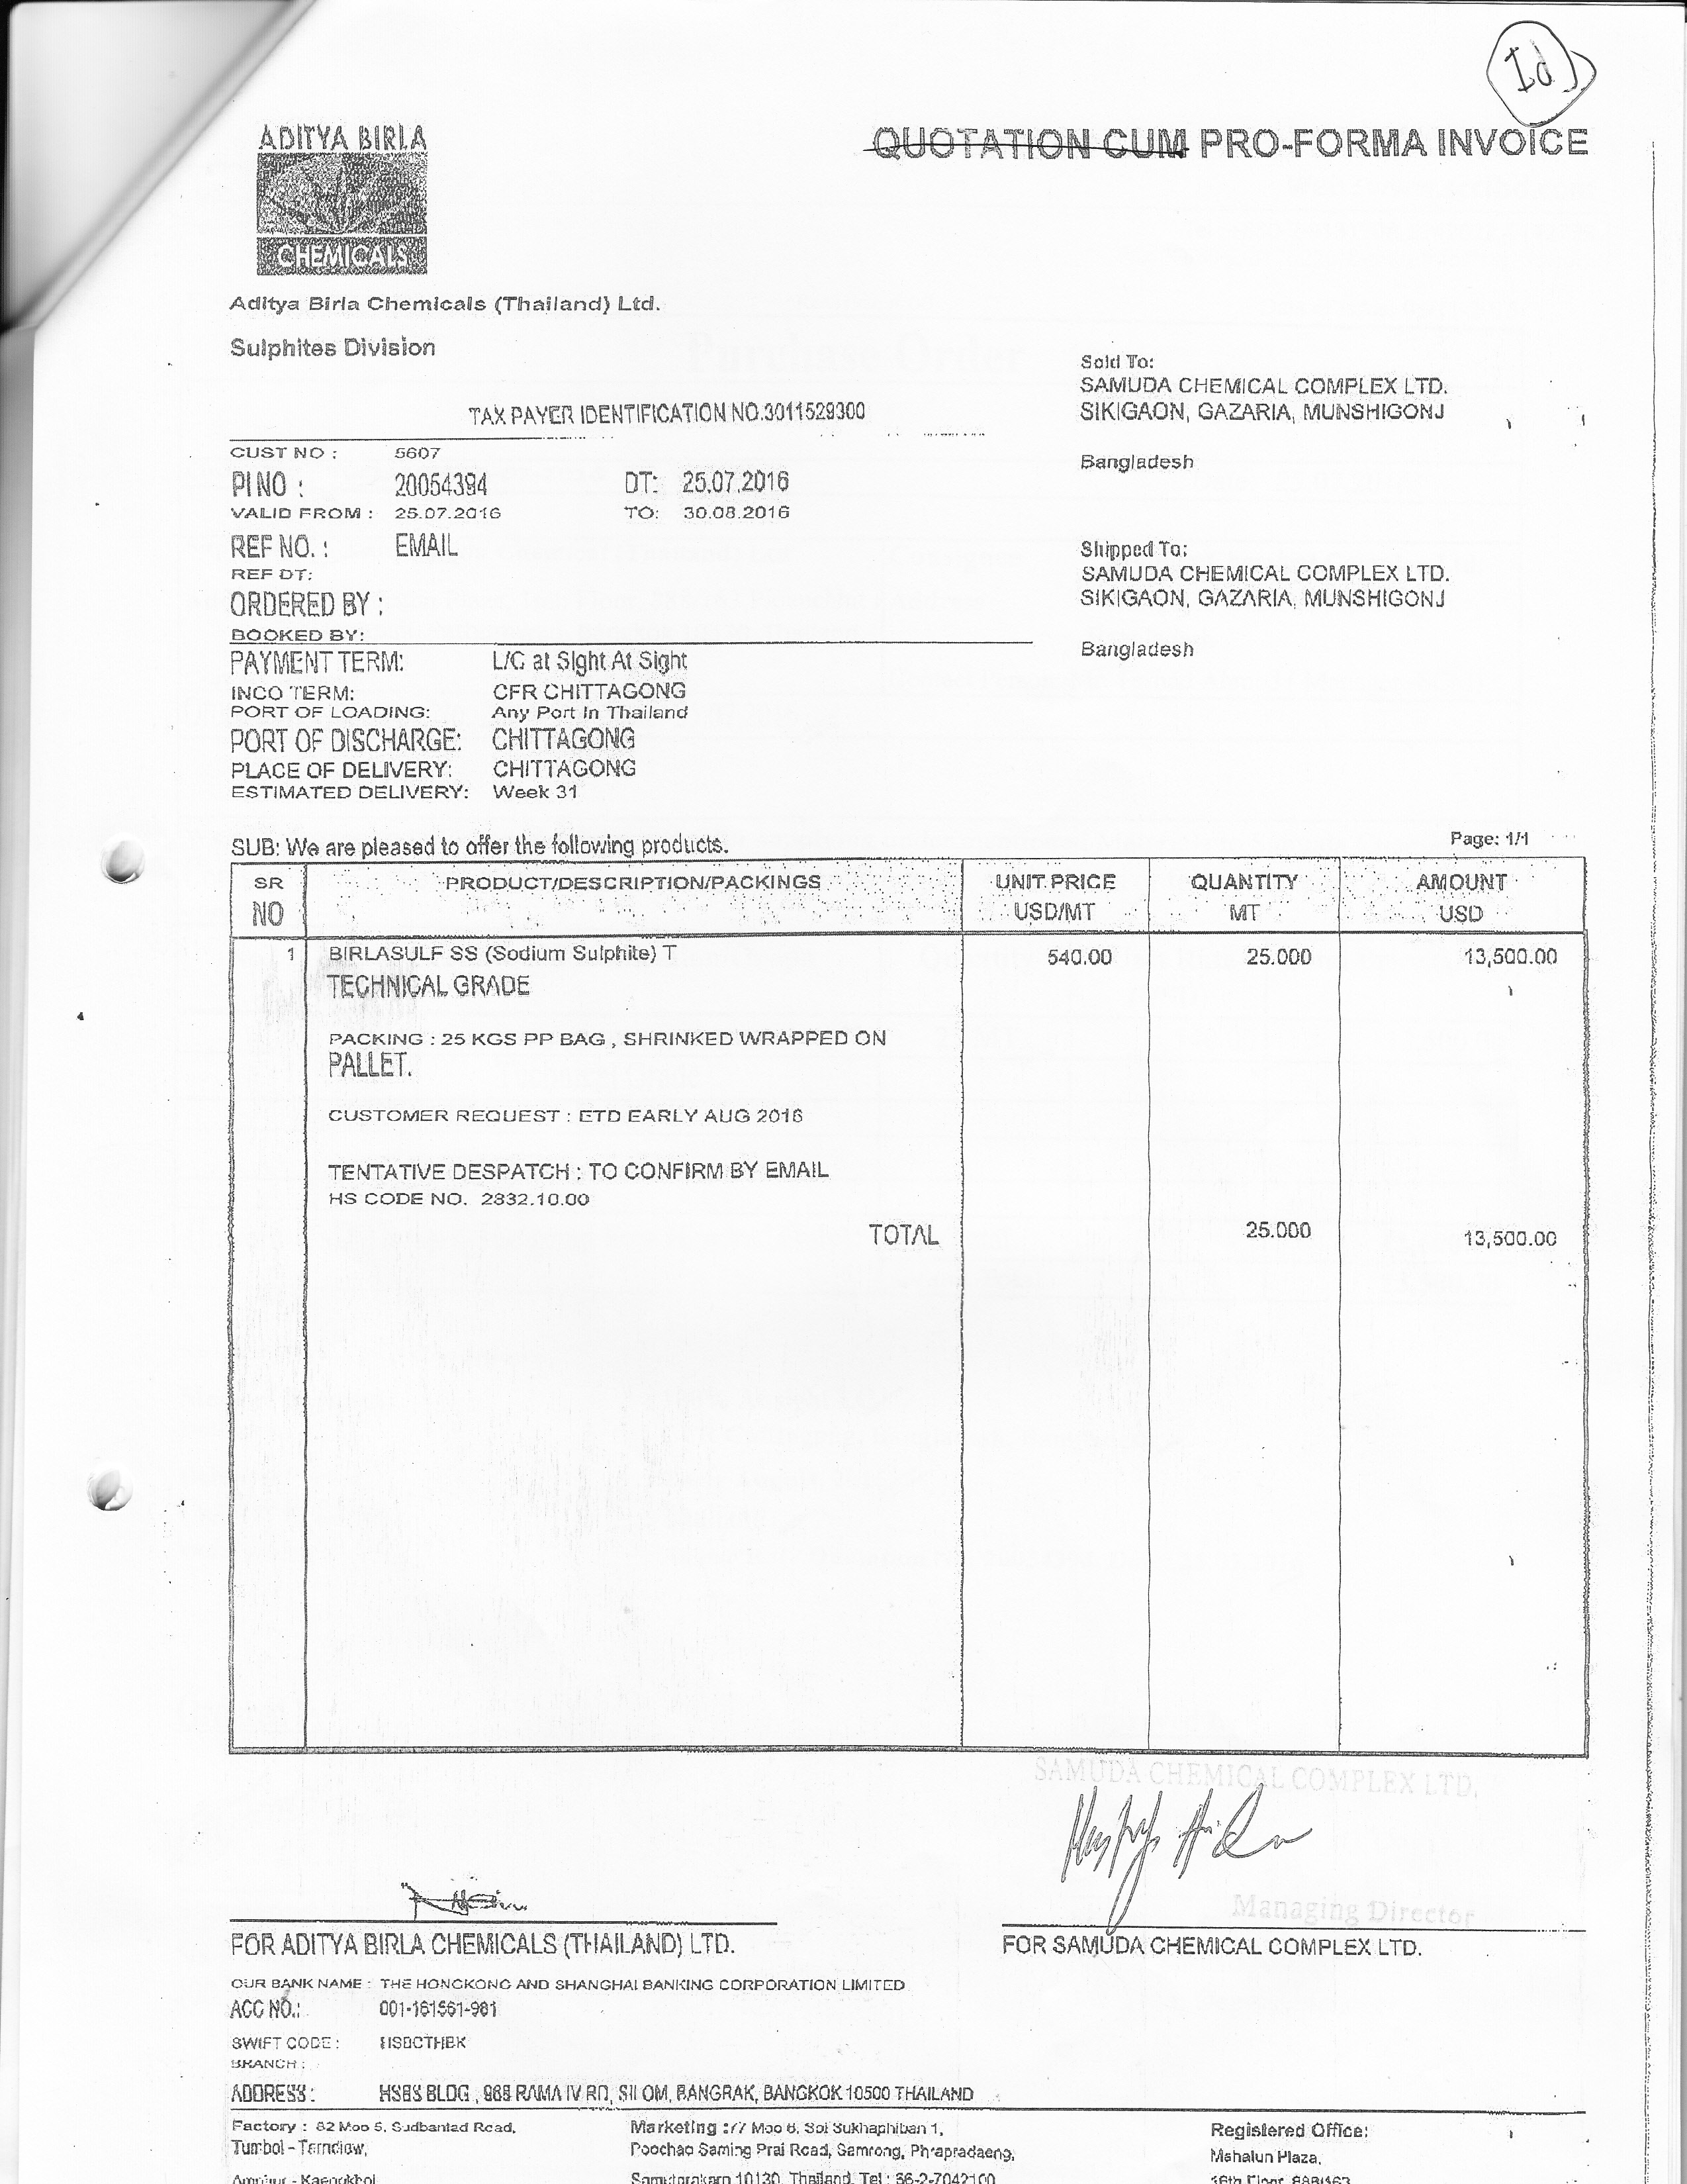 Id
ADITYA BIRLA
CHEMICALS
QUOTATION CUM PRO-FORMA INVOICE
Aditya Birla Chemicals (Thailand) Ltd.
Sulphites Division
TAX PAYER IDENTIFICATION NO.3011529300
Sold To:
SAMUDA CHEMICAL COMPLEX LTD.
SIKIGAON, GAZARIA, MUNSHIGONJ
Bangladesh
CUST NO : 5607
PI NO : 20054394 DT: 25.07.2016
VALID FROM : 25.07.2016 TO: 30.08.2016
REF NO. : EMAIL
REF DT:
ORDERED BY :
BOOKED BY:
Shipped To:
SAMUDA CHEMICAL COMPLEX LTD.
SIKIGAON, GAZARIA, MUNSHIGONJ
Bangladesh
PAYMENT TERM: L/C at Sight At Sight
INCO TERM: CFR CHITTAGONG
PORT OF LOADING: Any Port In Thailand
PORT OF DISCHARGE: CHITTAGONG
PLACE OF DELIVERY: CHITTAGONG
ESTIMATED DELIVERY: Week 31
SUB: We are pleased to offer the following products. Page: 1/1
SR NO PRODUCT/DESCRIPTION/PACKINGS UNIT PRICE USD/MT QUANTITY MT AMOUNT USD
1 BIRLASULF SS (Sodium Sulphite) T 540.00 25.000 13,500.00
TECHNICAL GRADE
PACKING : 25 KGS PP BAG , SHRINKED WRAPPED ON
PALLET.
CUSTOMER REQUEST : ETD EARLY AUG 2016
TENTATIVE DESPATCH : TO CONFIRM BY EMAIL
HS CODE NO. 2832.10.00
TOTAL 25.000 13,500.00
SAMUDA CHEMICAL COMPLEX LTD.
Managing Director
FOR ADITYA BIRLA CHEMICALS (THAILAND) LTD. FOR SAMUDA CHEMICAL COMPLEX LTD.
OUR BANK NAME : THE HONGKONG AND SHANGHAI BANKING CORPORATION LIMITED
ACC NO.: 001-161561-981
SWIFT CODE : HSBCTHBK
BRANCH :
ADDRESS : BLDG , 968 RAMA IV RD, SILOM, BANGRAK, BANGKOK 10500 THAILAND
Factory : 82 Moo 5, Sudbantad Road, Marketing : 7 Moo 6, Soi Sukhaphiban 1, Registered Office:
Tumbol - Tarndiew, Poochao Saming Prai Road, Samrong, Phrapradaeng, Mahatun Plaza,
Amphur - Kaengkhoi Samutprakarn 10130, Thailand. Tel : 66-2-7042100 16th Floor,